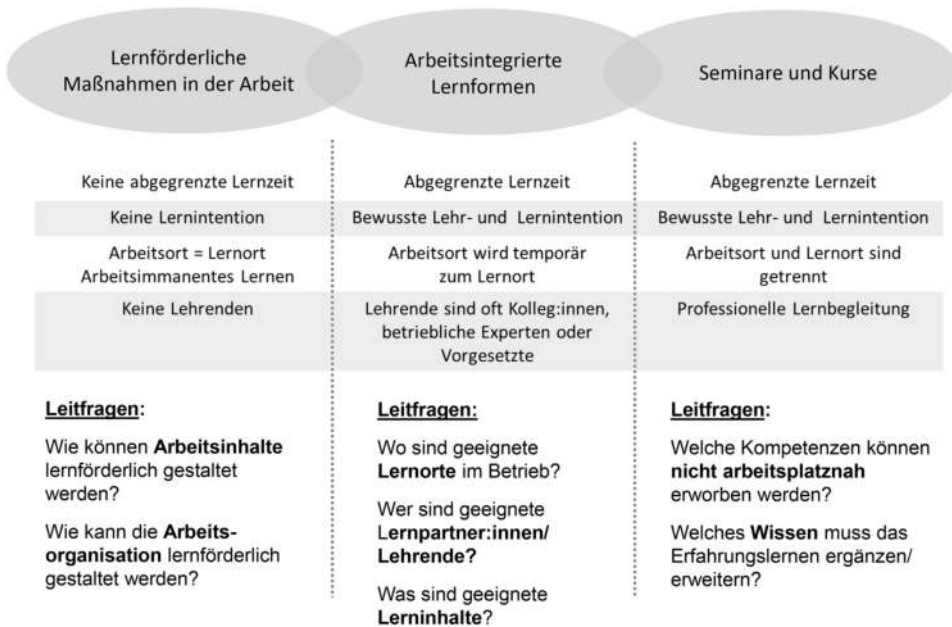 Lernförderliche
Maßnahmen in der Arbeit
Arbeitsintegrierte
Lernformen
Seminare und Kurse
Keine abgegrenzte Lernzeit
Abgegrenzte Lernzeit
Abgegrenzte Lernzeit
Keine Lernintention
Bewusste Lehr- und Lernintention
Bewusste Lehr- und Lernintention
Arbeitsort = Lernort
Arbeitsimmanentes Lernen
Arbeitsort wird temporär
zum Lernort
Arbeitsort und Lernort sind
getrennt
Keine Lehrenden
Lehrende sind oft Kolleg:innen,
betriebliche Experten oder
Vorgesetzte
Professionelle Lernbegleitung
Leitfragen:
Wie können Arbeitsinhalte
lernförderlich gestaltet
werden?
Wie kann die Arbeits-
organisation lernförderlich
gestaltet werden?
Leitfragen:
Wo sind geeignete
Lernorte im Betrieb?
Wer sind geeignete
Lernpartner:innen/
Lehrende?
Was sind geeignete
Lerninhalte?
Leitfragen:
Welche Kompetenzen können
nicht arbeitsplatznah
erworben werden?
Welches Wissen muss das
Erfahrungslernen ergänzen/
erweitern?